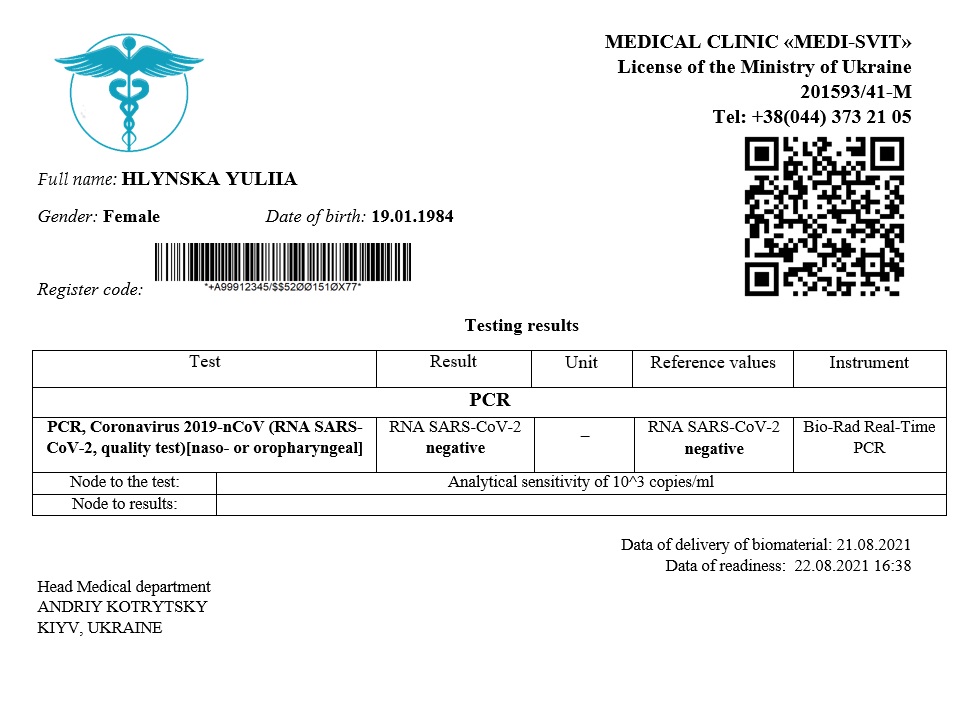 MEDICAL CLINIC «MEDI-SVIT»
License of the Ministry of Ukraine
201593/41-M
Tel: +38(044) 373 21 05
Full name: HLYNSKA YULIIA
Gender: Female Date of birth: 19.01.1984
Register code: *+A99912345/$$52ØØ151ØX77*
Testing results
Test Result Unit Reference values Instrument
PCR
PCR, Coronavirus 2019-nCoV (RNA SARS- RNA SARS-CoV-2 – RNA SARS-CoV-2 Bio-Rad Real-Time
CoV-2, quality test)[naso- or oropharyngeal] negative negative PCR
Node to the test: Analytical sensitivity of 10^3 copies/ml
Node to results:
Data of delivery of biomaterial: 21.08.2021
Data of readiness: 22.08.2021 16:38
Head Medical department
ANDRIY KOTRYTSKY
KIYV, UKRAINE